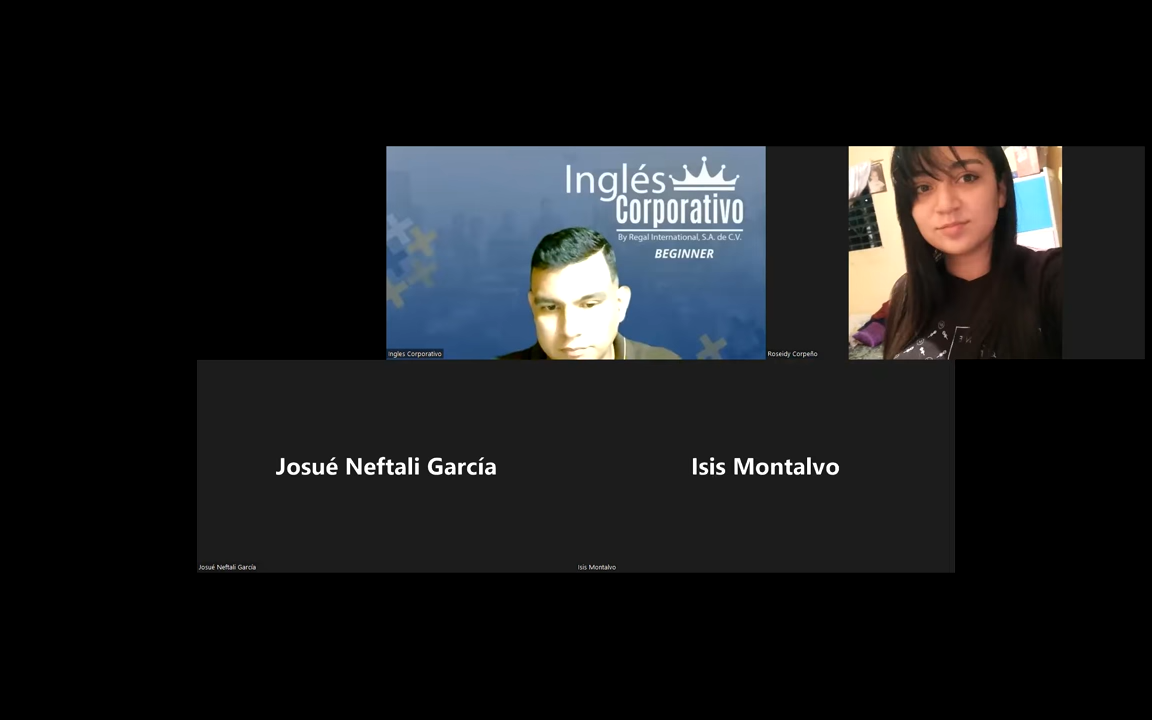 Inglés
Corporativo
By Regal International, S.A. de C.V.
BEGINNER
Ingles Corporativo
Roseidy Corpeño
Josué Neftali García
Isis Montalvo
Josué Neftali García
Isis Montalvo